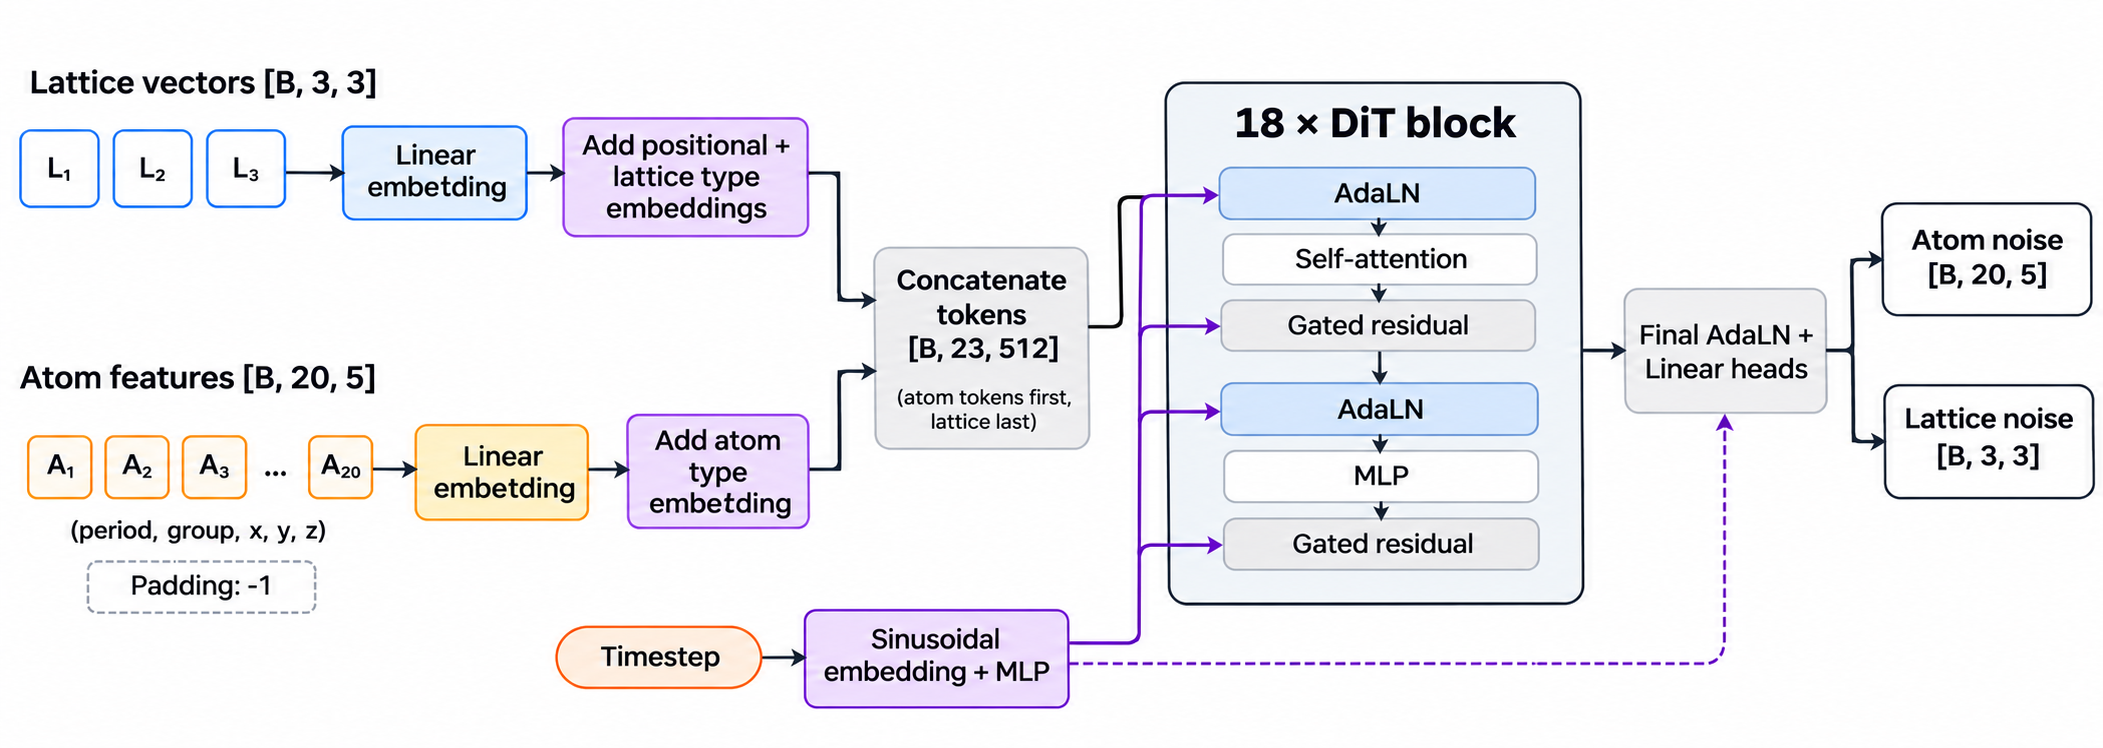 Lattice vectors [B, 3, 3]
L₁ L₂ L₃
Linear
embetding
Add positional +
lattice type
embeddings
Atom features [B, 20, 5]
A₁ A₂ A₃ ... A₂₀
(period, group, x, y, z)
Padding: -1
Linear
embetding
Add atom
type
embetding
Concatenate
tokens
[B, 23, 512]
(atom tokens first,
lattice last)
Timestep
Sinusoidal
embedding + MLP
18 × DiT block
AdaLN
Self-attention
Gated residual
AdaLN
MLP
Gated residual
Final AdaLN +
Linear heads
Atom noise
[B, 20, 5]
Lattice noise
[B, 3, 3]